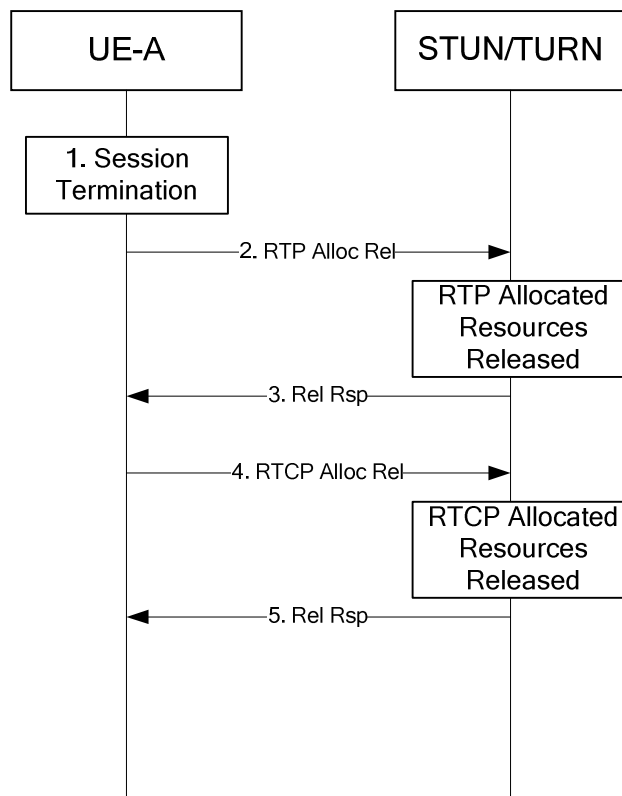 UE-A
STUN/TURN
1. Session
Termination
2. RTP Alloc Rel
RTP Allocated
Resources
Released
3. Rel Rsp
4. RTCP Alloc Rel
RTCP Allocated
Resources
Released
5. Rel Rsp